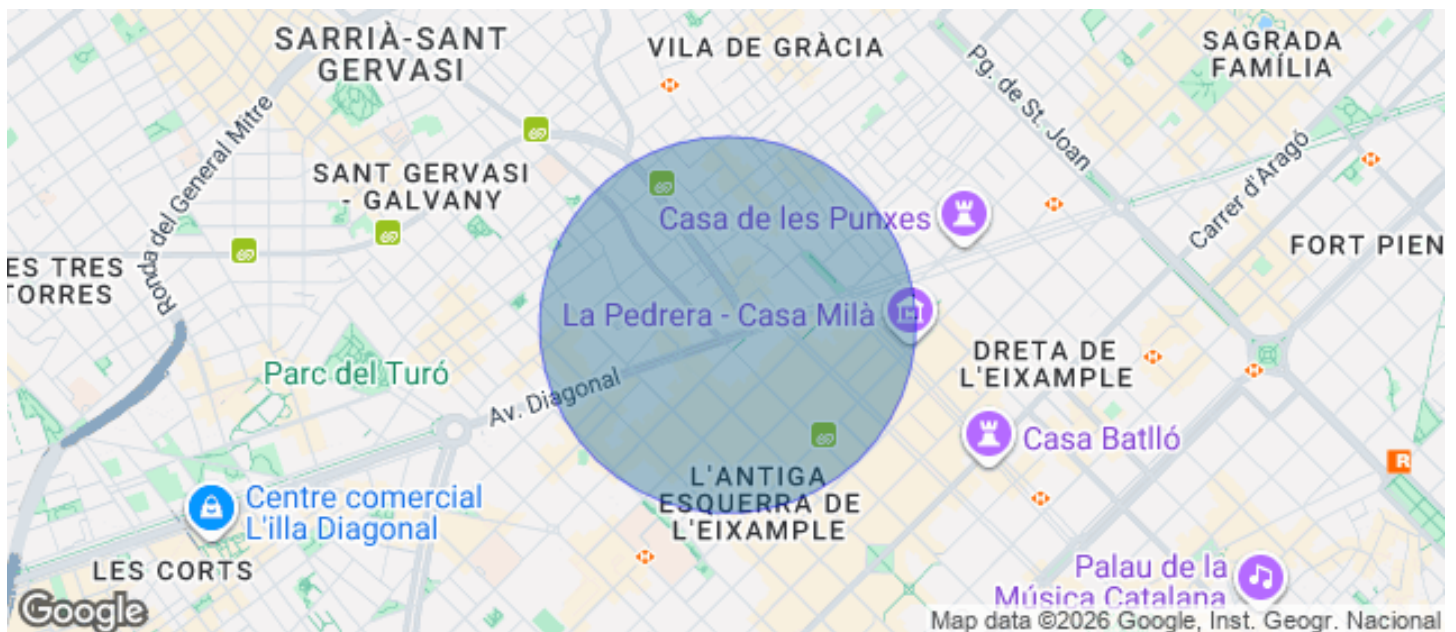 SARRIÀ-SANT
GERVASI
VILA DE GRÀCIA
SAGRADA
FAMÍLIA
Pg. de St. Joan
Ronda del General Mitre
SANT GERVASI
- GALVANY
Carrer d'Aragó
Casa de les Punxes
FORT PIEN
ES TRES
TORRES
La Pedrera - Casa Milà
DRETA DE
L'EIXAMPLE
Parc del Turó
Av. Diagonal
Casa Batlló
L'ANTIGA
ESQUERRA DE
L'EIXAMPLE
R
Centre comercial
L'illa Diagonal
LES CORTS
Palau de la
Música Catalana
Google
Map data ©2026 Google, Inst. Geogr. Nacional